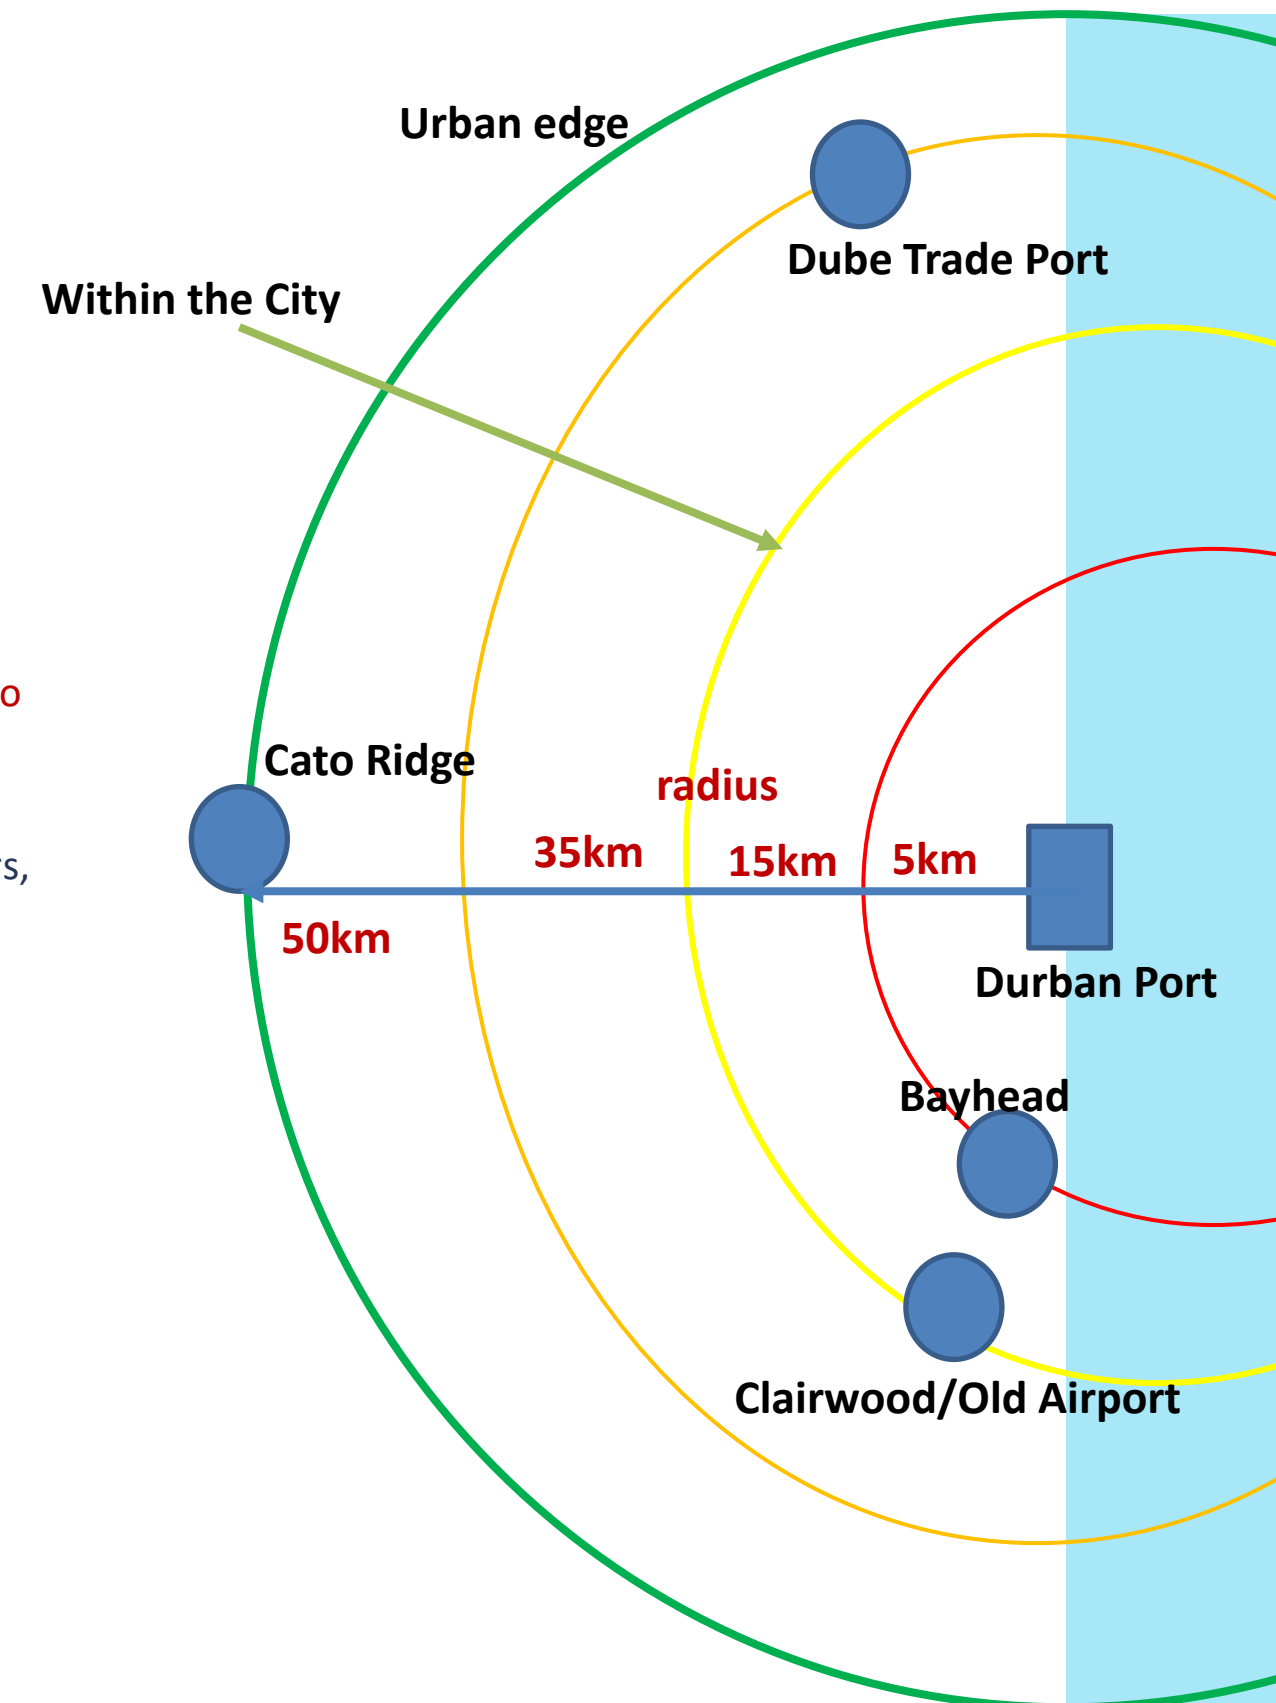 Urban edge
Dube Trade Port
Within the City
o
Cato Ridge
radius
35km
15km
5km
s,
50km
Durban Port
Bayhead
Clairwood/Old Airport